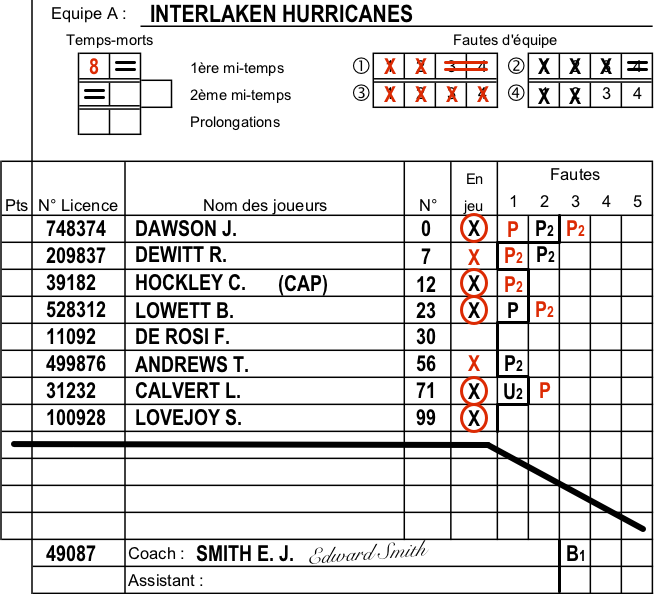 Equipe A : INTERLAKEN HURRICANES
Temps-morts Fautes d'équipe
8 = 1ère mi-temps ① X X 3 4 ② X X X 4
= 2ème mi-temps ③ X X X X ④ X X 3 4
Prolongations
Fautes
En
Pts N° Licence Nom des joueurs N° jeu 1 2 3 4 5
748374 DAWSON J. 0 X P P2 P2
209837 DEWITT R. 7 X P2 P2
39182 HOCKLEY C. (CAP) 12 X P2
528312 LOWETT B. 23 X P P2
11092 DE ROSI F. 30
499876 ANDREWS T. 56 X P2
31232 CALVERT L. 71 X U2 P
100928 LOVEJOY S. 99 X
49087 Coach : SMITH E. J. Edward Smith B1
Assistant :